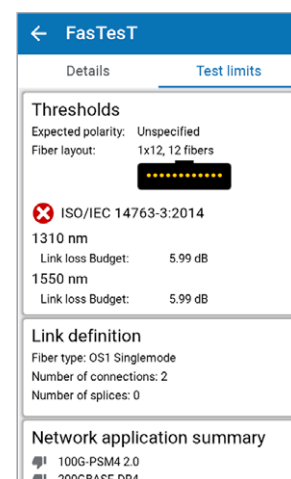 FasTesT
Details Test limits
Thresholds
Expected polarity: Unspecified
Fiber layout: 1x12, 12 fibers
ISO/IEC 14763-3:2014
1310 nm
Link loss Budget: 5.99 dB
1550 nm
Link loss Budget: 5.99 dB
Link definition
Fiber type: OS1 Singlemode
Number of connections: 2
Number of splices: 0
Network application summary
100G-PSM4 2.0
200GBASE-DR4